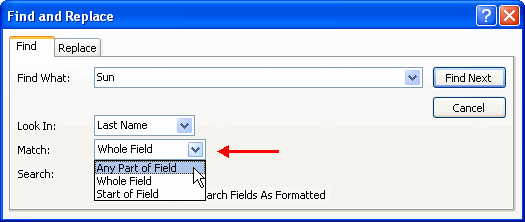 Find and Replace
Find Replace
Find What: Sun Find Next
Cancel
Look In: Last Name
Match: Whole Field
Any Part of Field
Search: Whole Field
Start of Field arch Fields As Formatted